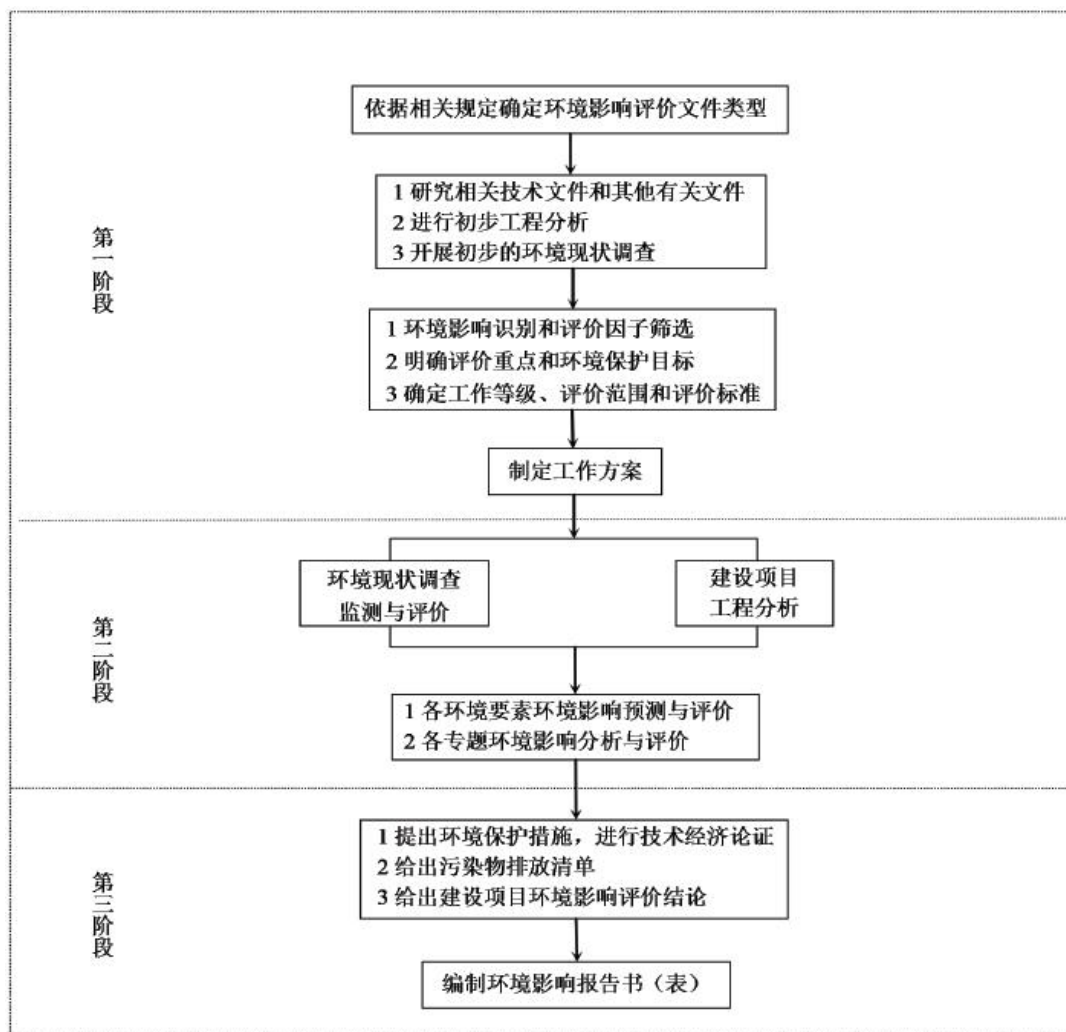 依据相关规定确定环境影响评价文件类型
1 研究相关技术文件和其他有关文件
2 进行初步工程分析
3 开展初步的环境现状调查
第一阶段
1 环境影响识别和评价因子筛选
2 明确评价重点和环境保护目标
3 确定工作等级、评价范围和评价标准
制定工作方案
第二阶段
环境现状调查
监测与评价
建设项目
工程分析
1 各环境要素环境影响预测与评价
2 各专题环境影响分析与评价
第三阶段
1 提出环境保护措施，进行技术经济论证
2 给出污染物排放清单
3 给出建设项目环境影响评价结论
编制环境影响报告书（表）